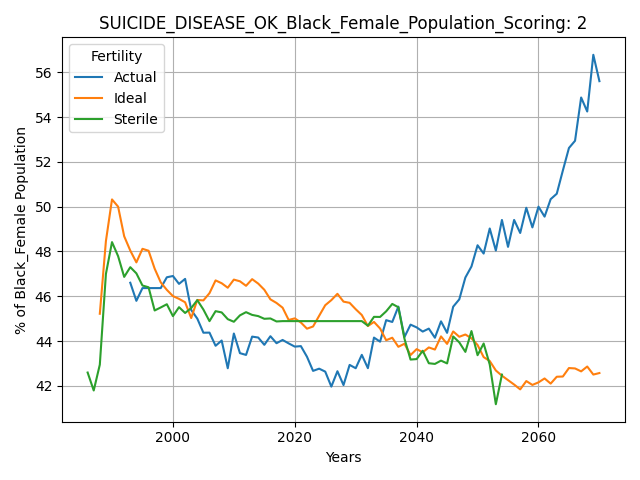 SUICIDE_DISEASE_OK_Black_Female_Population_Scoring: 2
Fertility
Actual
Ideal
Sterile
% of Black_Female Population
56
54
52
50
48
46
44
42
2000
2020
2040
2060
Years